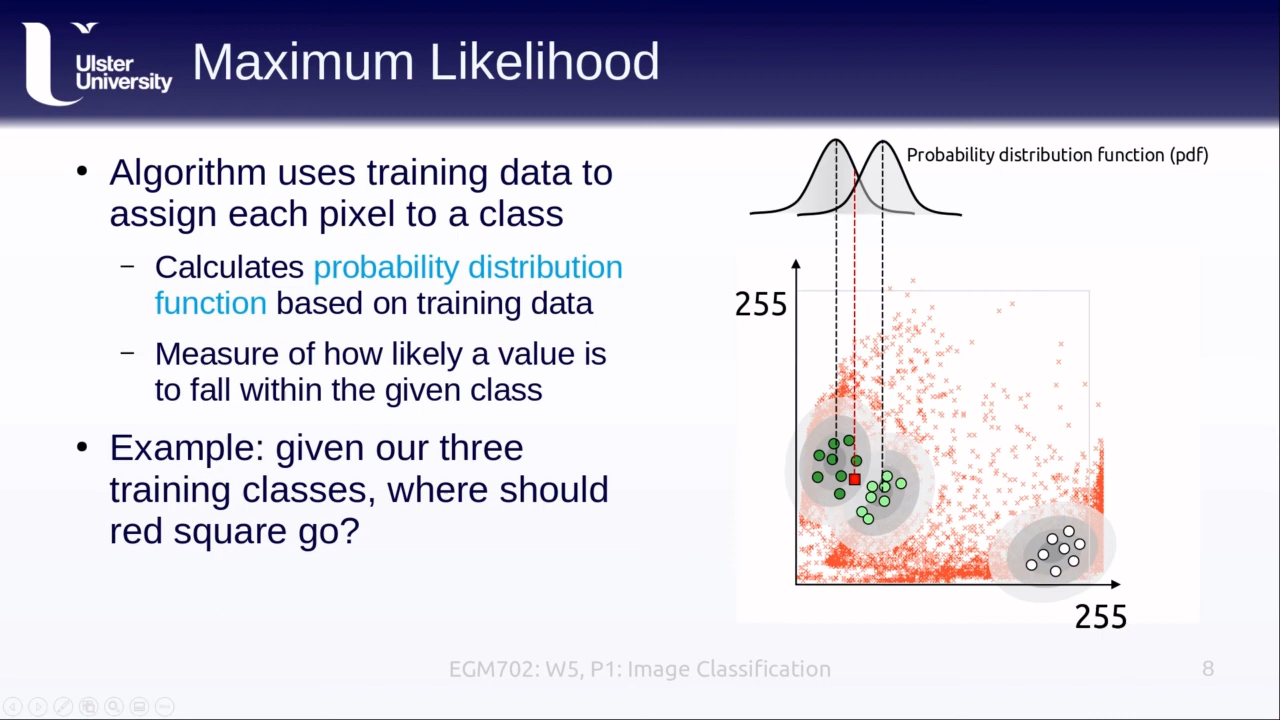 Ulster
University
Maximum Likelihood
• Algorithm uses training data to
assign each pixel to a class
– Calculates probability distribution
function based on training data
– Measure of how likely a value is
to fall within the given class
• Example: given our three
training classes, where should
red square go?
Probability distribution function (pdf)
255
255
EGM702: W5, P1: Image Classification
8